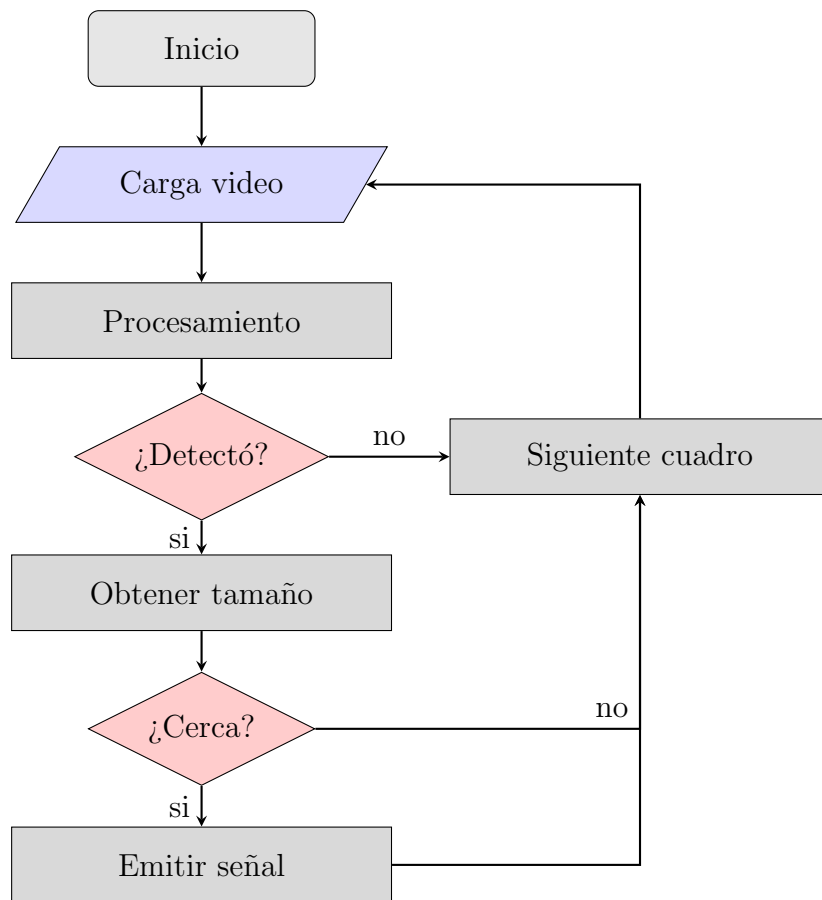 Inicio
Carga video
Procesamiento
¿Detectó?
no
Siguiente cuadro
si
Obtener tamaño
¿Cerca?
no
si
Emitir señal